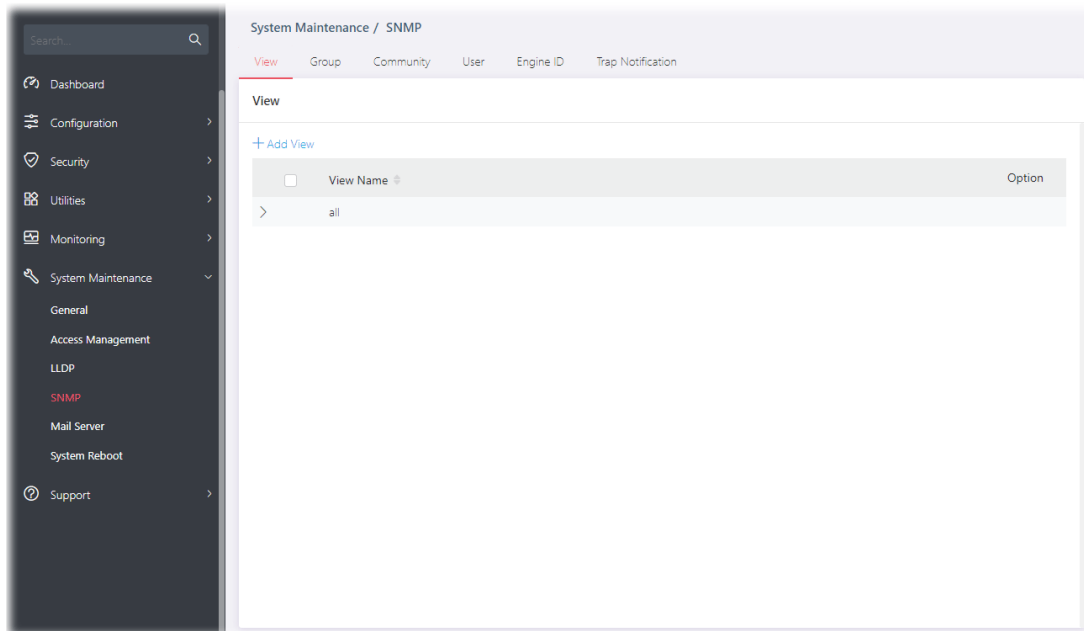 Search...
Dashboard
Configuration
Security
Utilities
Monitoring
System Maintenance
General
Access Management
LLDP
SNMP
Mail Server
System Reboot
Support
System Maintenance / SNMP
View Group Community User Engine ID Trap Notification
View
+ Add View
View Name Option
all